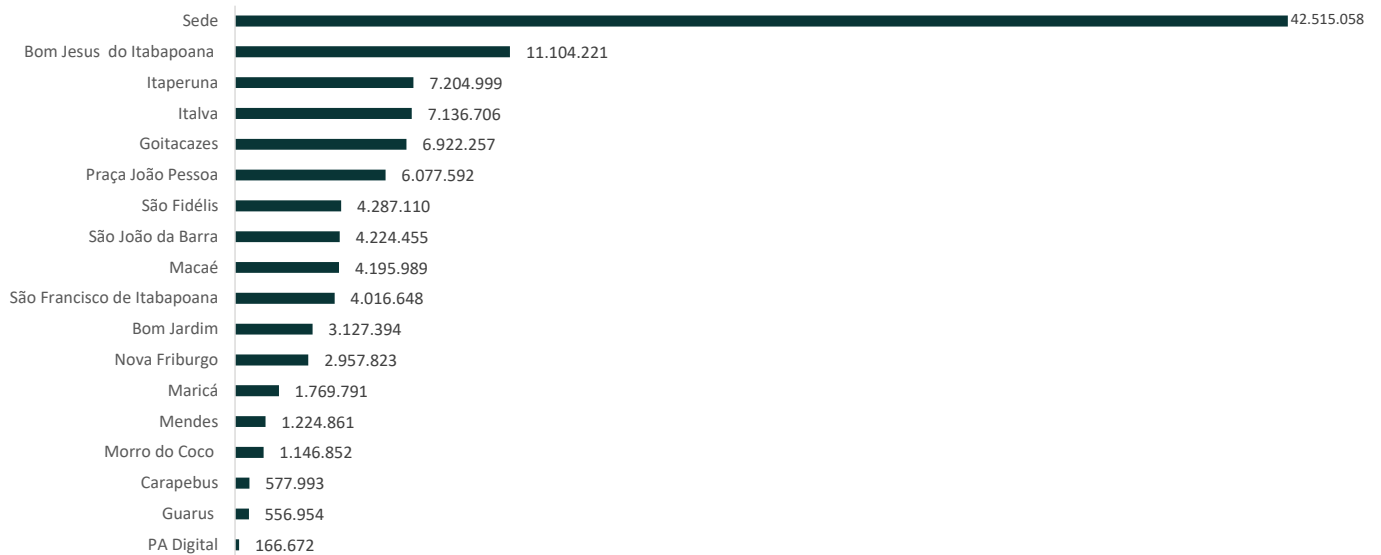 Sede 42.515.058
Bom Jesus do Itabapoana 11.104.221
Itaperuna 7.204.999
Italva 7.136.706
Goitacazes 6.922.257
Praça João Pessoa 6.077.592
São Fidélis 4.287.110
São João da Barra 4.224.455
Macaé 4.195.989
São Francisco de Itabapoana 4.016.648
Bom Jardim 3.127.394
Nova Friburgo 2.957.823
Maricá 1.769.791
Mendes 1.224.861
Morro do Coco 1.146.852
Carapebus 577.993
Guarus 556.954
PA Digital 166.672